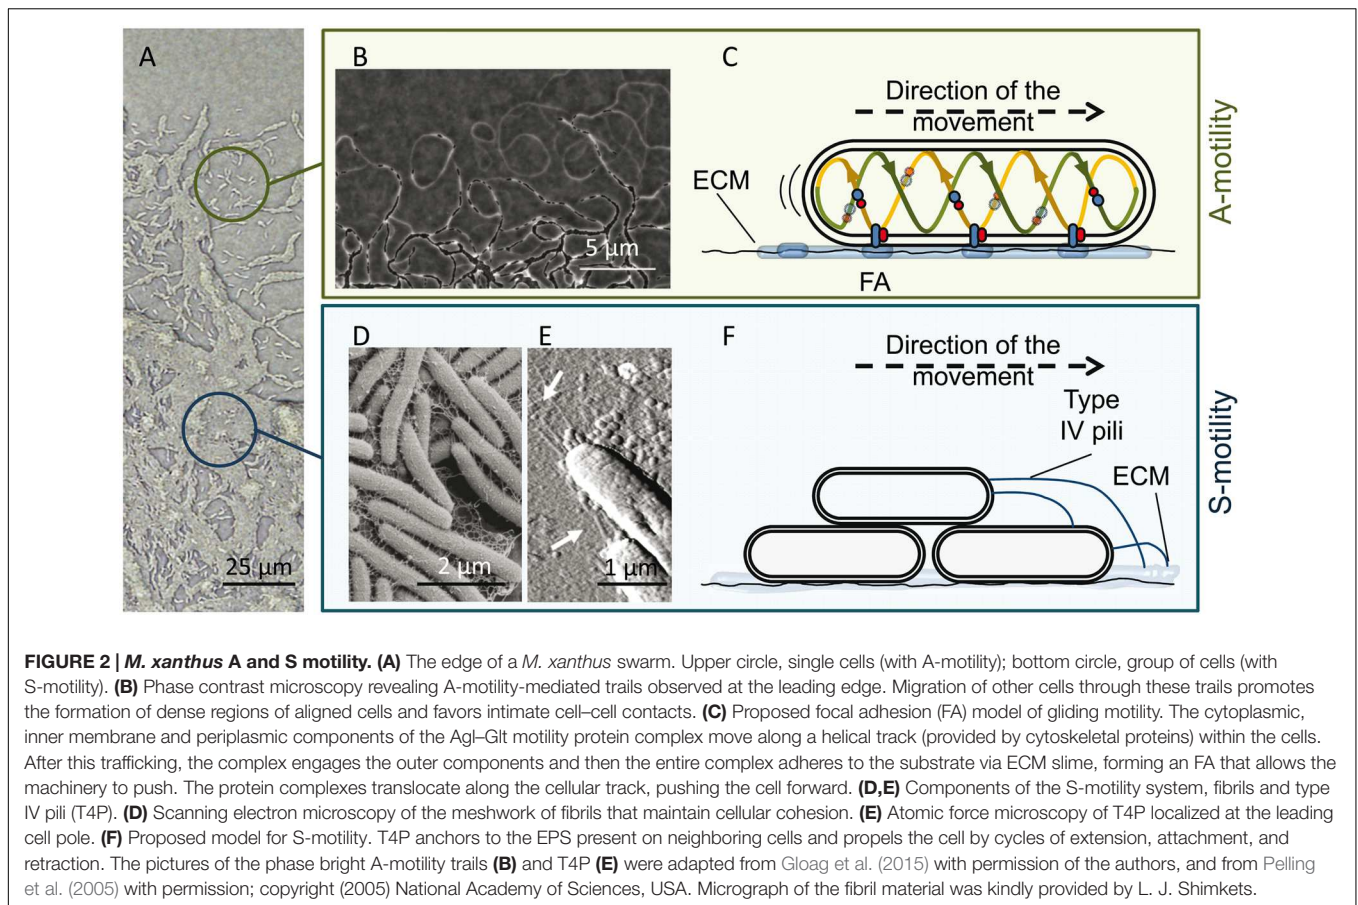 A
25 µm
B
5 µm
C
Direction of the
movement
ECM
FA
A-motility
D
2 µm
E
1 µm
F
Direction of the
movement
Type
IV pili
ECM
S-motility
FIGURE 2 | M. xanthus A and S motility. (A) The edge of a M. xanthus swarm. Upper circle, single cells (with A-motility); bottom circle, group of cells (with
S-motility). (B) Phase contrast microscopy revealing A-motility-mediated trails observed at the leading edge. Migration of other cells through these trails promotes
the formation of dense regions of aligned cells and favors intimate cell–cell contacts. (C) Proposed focal adhesion (FA) model of gliding motility. The cytoplasmic,
inner membrane and periplasmic components of the Agl–Glt motility protein complex move along a helical track (provided by cytoskeletal proteins) within the cells.
After this trafficking, the complex engages the outer components and then the entire complex adheres to the substrate via ECM slime, forming an FA that allows the
machinery to push. The protein complexes translocate along the cellular track, pushing the cell forward. (D,E) Components of the S-motility system, fibrils and type
IV pili (T4P). (D) Scanning electron microscopy of the meshwork of fibrils that maintain cellular cohesion. (E) Atomic force microscopy of T4P localized at the leading
cell pole. (F) Proposed model for S-motility. T4P anchors to the EPS present on neighboring cells and propels the cell by cycles of extension, attachment, and
retraction. The pictures of the phase bright A-motility trails (B) and T4P (E) were adapted from Gloag et al. (2015) with permission of the authors, and from Pelling
et al. (2005) with permission; copyright (2005) National Academy of Sciences, USA. Micrograph of the fibril material was kindly provided by L. J. Shimkets.